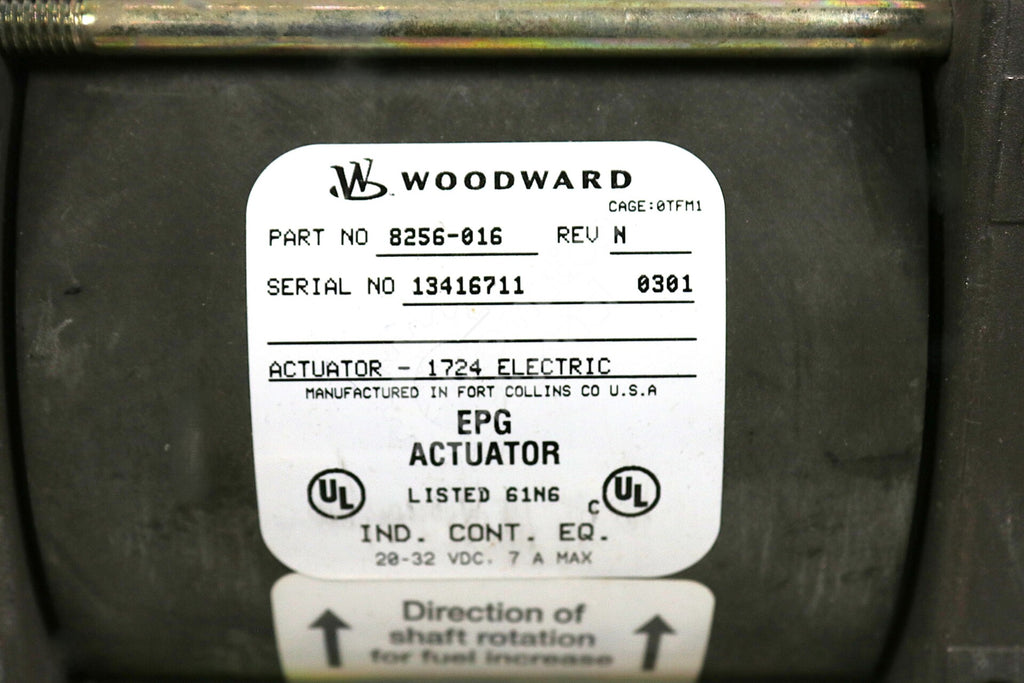 WOODWARD
CAGE:0TFM1
PART NO 8256-016 REV N
SERIAL NO 13416711 0301
ACTUATOR - 1724 ELECTRIC
MANUFACTURED IN FORT COLLINS CO U.S.A
EPG
ACTUATOR
UL LISTED 61N6 C UL
IND. CONT. EQ.
20-32 VDC. 7 A MAX
Direction of
shaft rotation
for fuel increase